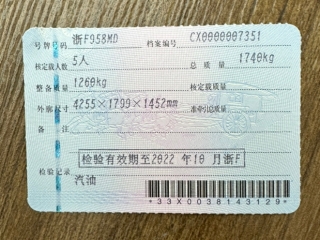 号牌号码 浙F958MD 档案编号 CX0000007351
核定载人数 5人 总质量 1740kg
整备质量 1260kg 核定载质量
外廓尺寸 4255×1799×1452mm 准牵引总质量
备注
检验有效期至2022 年10 月浙F
检验记录
汽油
*33X0038143129*